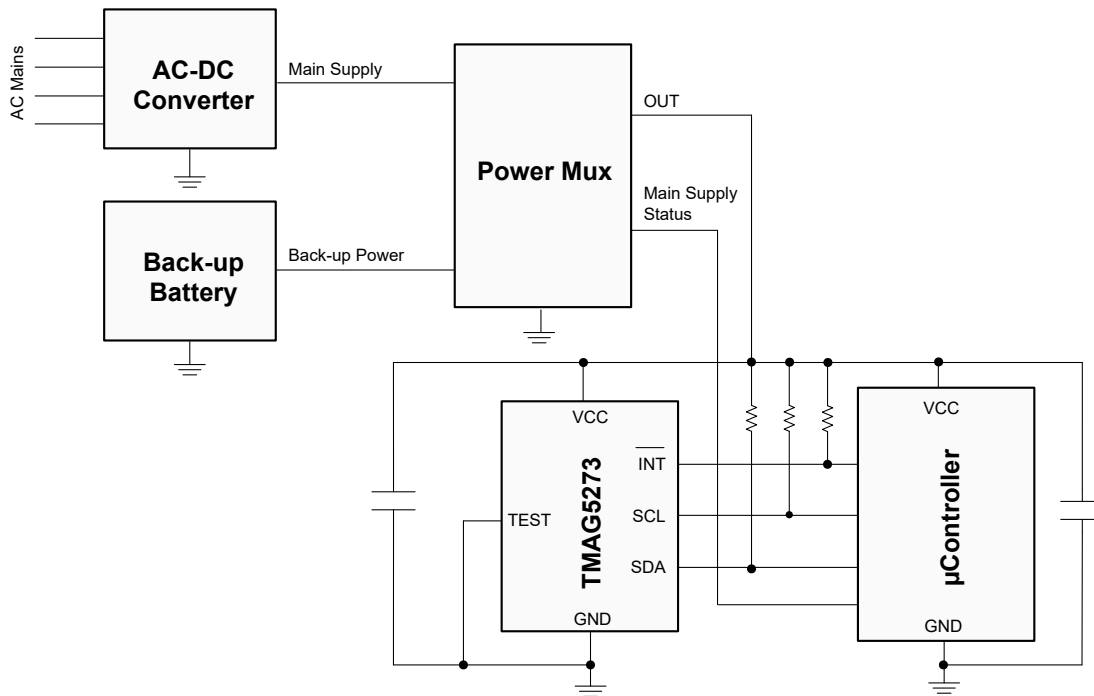 AC Mains
AC-DC
Converter
Main Supply
Power Mux
OUT
Main Supply
Status
Back-up
Battery
Back-up Power
VCC
TMAG5273
INT
SCL
SDA
TEST
GND
VCC
µController
GND